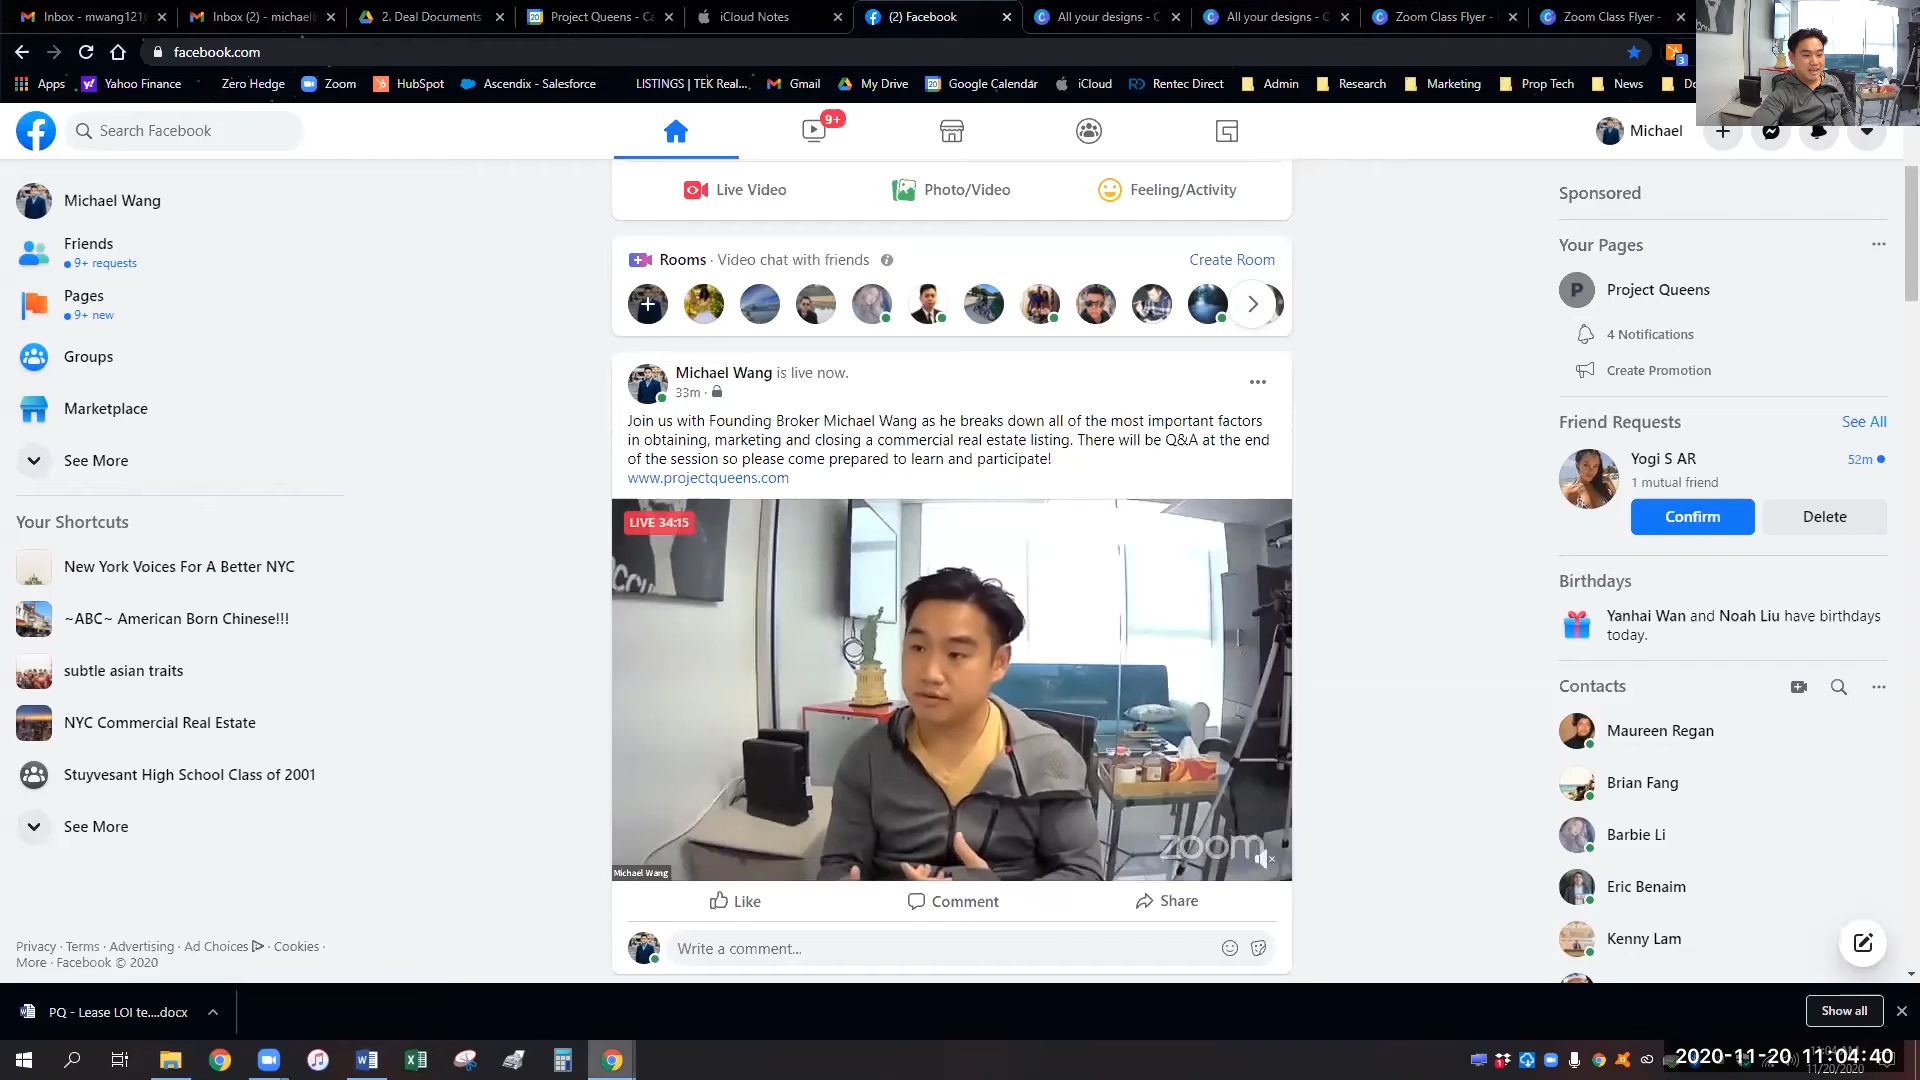 Inbox - mwang121
Inbox (2) - michael
2. Deal Documents
Project Queens - Ca
iCloud Notes
(2) Facebook
All your designs - C
All your designs - C
Zoom Class Flyer -
Zoom Class Flyer -
facebook.com
3
Apps
Yahoo Finance
Zero Hedge
Zoom
HubSpot
Ascendix - Salesforce
LISTINGS | TEK Real...
Gmail
My Drive
Google Calendar
iCloud
Rentec Direct
Admin
Research
Marketing
Prop Tech
News
Search Facebook
9+
Michael
Michael Wang
Friends
9+ requests
Pages
9+ new
Groups
Marketplace
See More
Your Shortcuts
New York Voices For A Better NYC
~ABC~ American Born Chinese!!!
subtle asian traits
NYC Commercial Real Estate
Stuyvesant High School Class of 2001
See More
Privacy · Terms · Advertising · Ad Choices · Cookies ·
More · Facebook © 2020
Live Video
Photo/Video
Feeling/Activity
Rooms · Video chat with friends
Create Room
Michael Wang is live now.
33m ·
Join us with Founding Broker Michael Wang as he breaks down all of the most important factors
in obtaining, marketing and closing a commercial real estate listing. There will be Q&A at the end
of the session so please come prepared to learn and participate!
www.projectqueens.com
LIVE 34:15
zoom
Michael Wang
Like
Comment
Share
Write a comment...
Sponsored
Your Pages
P
Project Queens
4 Notifications
Create Promotion
Friend Requests
See All
Yogi S AR
52m
1 mutual friend
Confirm
Delete
Birthdays
Yanhai Wan and Noah Liu have birthdays
today.
Contacts
Maureen Regan
Brian Fang
Barbie Li
Eric Benaim
Kenny Lam
PQ - Lease LOI te....docx
Show all
2020-11-20 11:04:40
11/20/2020